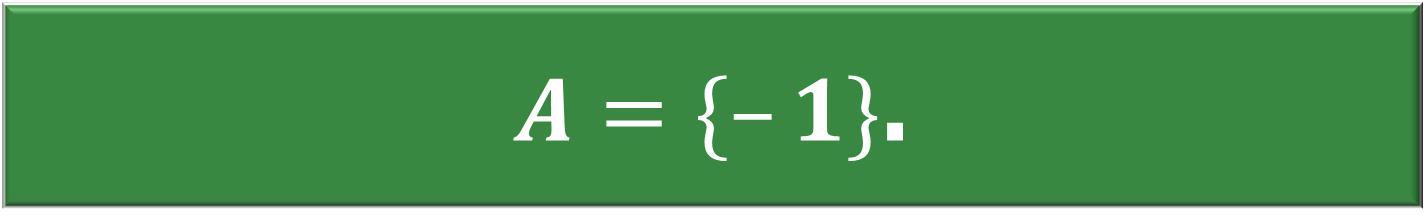 A = {– 1}.